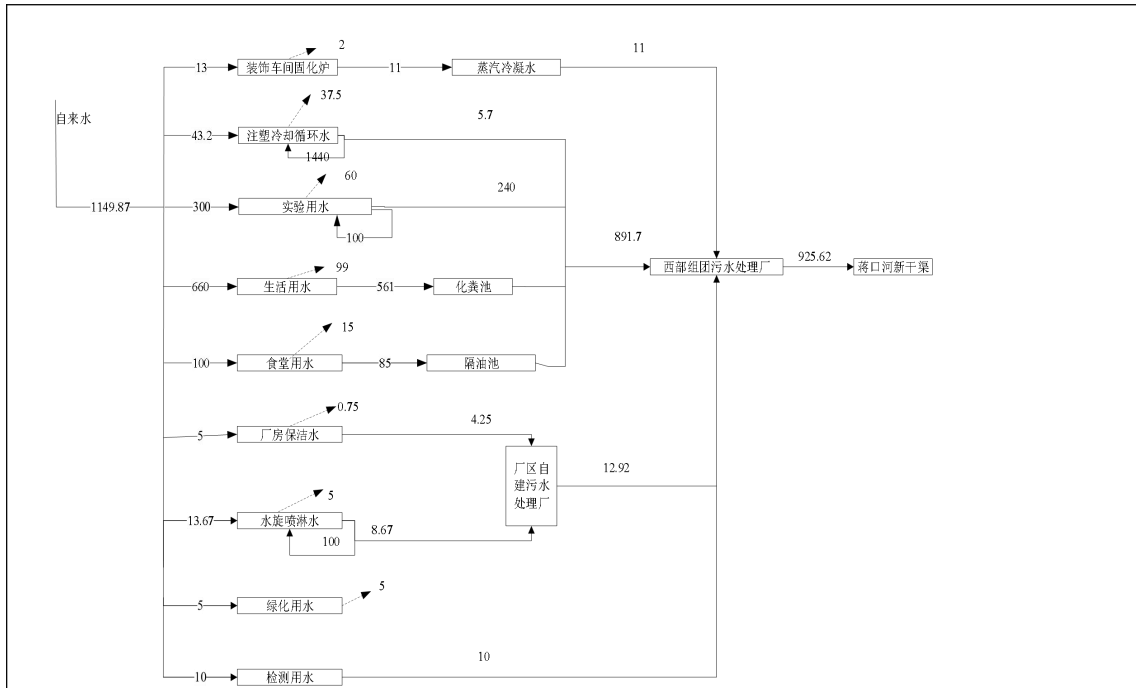 2
11
13
装饰车间固化炉
11
蒸汽冷凝水
37.5
5.7
自来水
43.2
注塑冷却循环水
1440
60
240
1149.87
300
实验用水
100
891.7
925.62
99
西部组团污水处理厂
蒋口河新干渠
660
生活用水
561
化粪池
15
100
食堂用水
85
隔油池
0.75
4.25
5
厂房保洁水
厂区自
建污水
处理厂
12.92
5
13.67
水旋喷淋水
8.67
100
5
5
绿化用水
10
10
检测用水